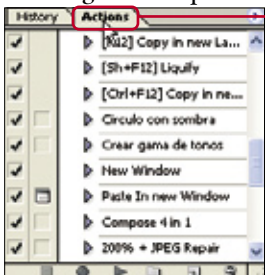 History Actions
[Ku2] Copy in new La...
[Sh+F12] Liquify
[Ctrl+F12] Copy in ne...
Circulo con sombra
Crear gama de tonos
New Window
Paste In new Window
Compose 4 in 1
200% + JPEG Repair